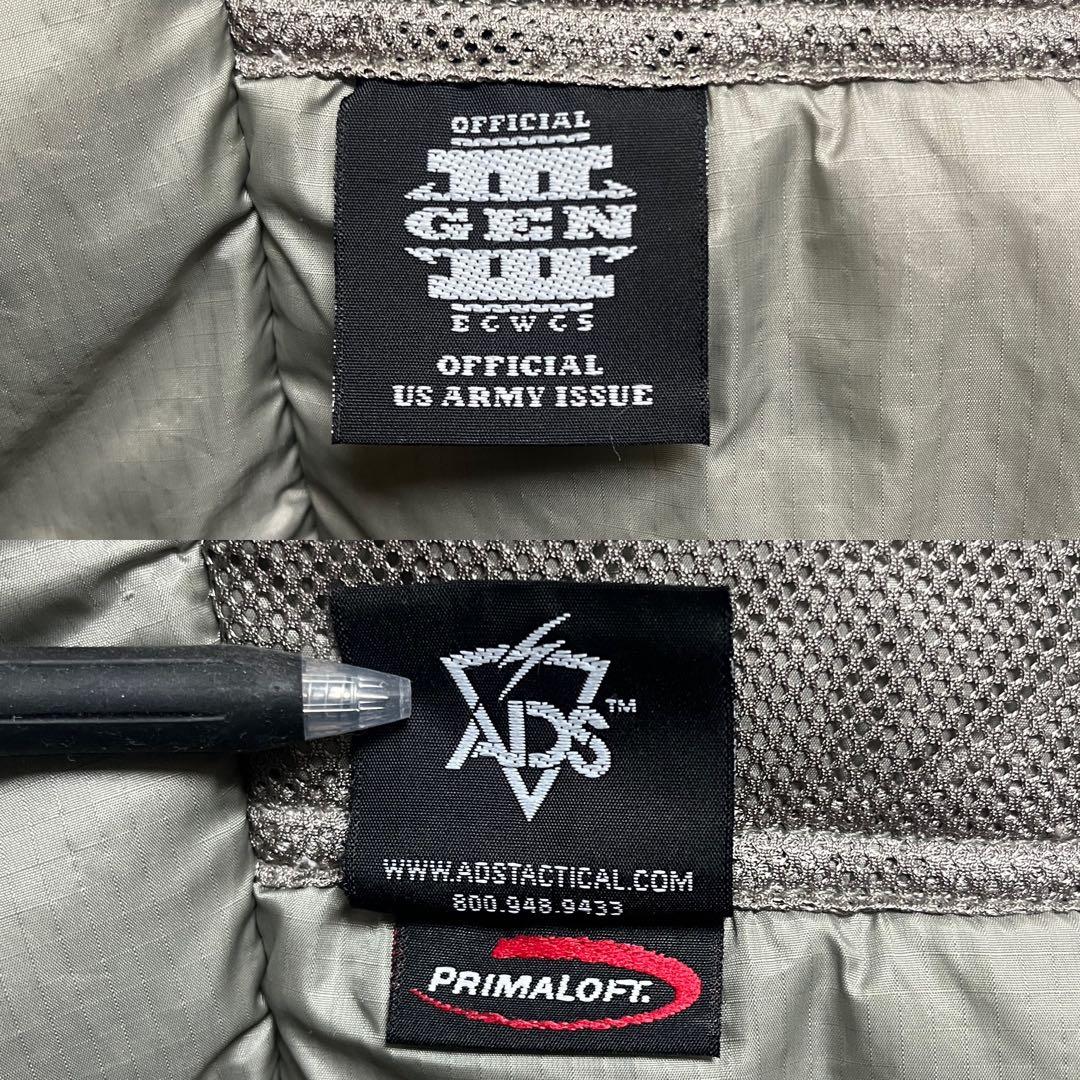 OFFICIAL
III
GEN
III
ECWCS
OFFICIAL
US ARMY ISSUE
ADS™
WWW.ADSTACTICAL.COM
800.948.9433
PRIMALOFT.